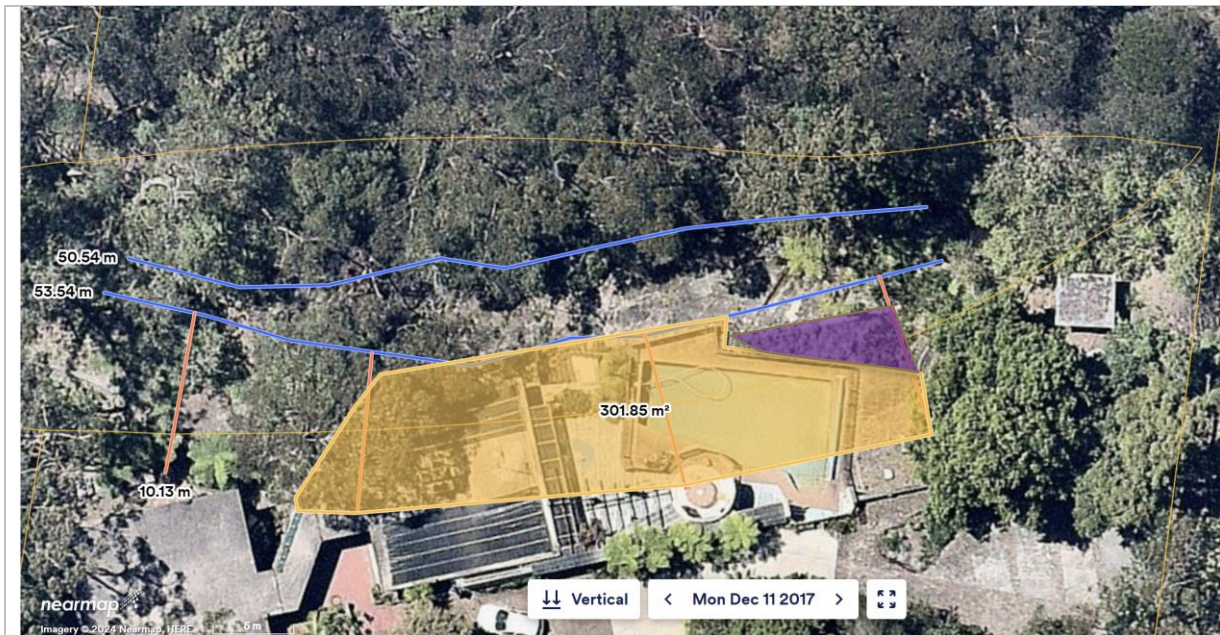 50.54 m
53.54 m
301.85 m²
10.13 m
Vertical
Mon Dec 11 2017
nearmap
Imagery © 2024 Nearmap, HERE
5 m